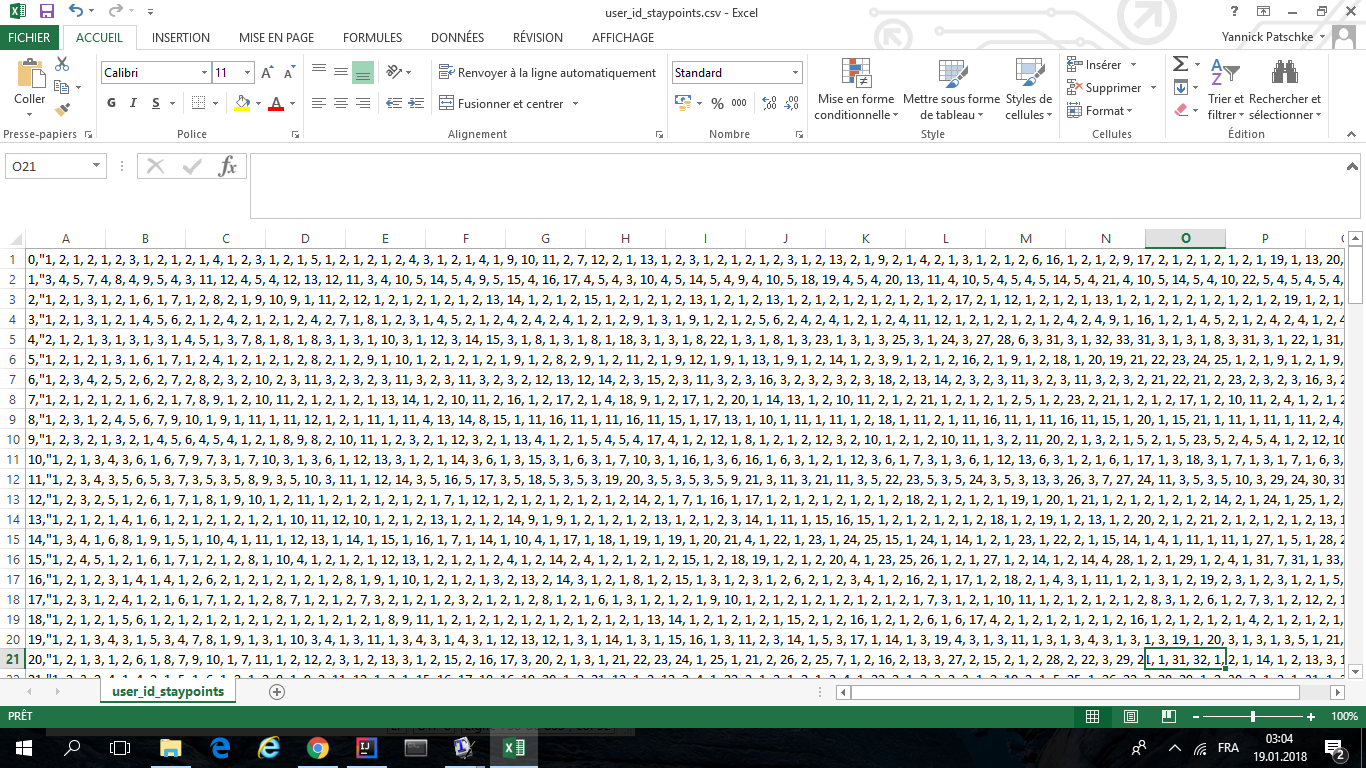 user_id_staypoints.csv - Excel
FICHIER ACCUEIL INSERTION MISE EN PAGE FORMULES DONNÉES RÉVISION AFFICHAGE Yannick Patschke
Coller Calibri 11 Renvoyer à la ligne automatiquement Standard Mise en forme conditionnelle Mettre sous forme de tableau Styles de cellules Insérer Supprimer Format Trier et filtrer Rechercher et sélectionner
G I S Fusionner et centrer % 000
Presse-papiers Police Alignement Nombre Style Cellules Édition
O21 fx
A B C D E F G H I J K L M N O P
1 0,"1, 2, 1, 2, 1, 2, 3, 1, 2, 1, 2, 1, 4, 1, 2, 3, 1, 2, 1, 5, 1, 2, 1, 2, 1, 2, 4, 3, 1, 2, 1, 4, 1, 9, 10, 11, 2, 7, 12, 2, 1, 13, 1, 2, 3, 1, 2, 1, 2, 1, 2, 3, 1, 2, 13, 2, 1, 9, 2, 1, 4, 2, 1, 3, 1, 2, 1, 2, 6, 16, 1, 2, 1, 2, 9, 17, 2, 1, 2, 1, 2, 1, 2, 1, 19, 1, 13, 20,
2 1,"3, 4, 5, 7, 4, 8, 4, 9, 5, 4, 3, 11, 12, 4, 5, 4, 12, 13, 12, 11, 3, 4, 10, 5, 14, 5, 4, 9, 5, 15, 4, 16, 17, 4, 5, 4, 3, 10, 4, 5, 14, 5, 4, 9, 4, 10, 5, 18, 19, 4, 5, 4, 20, 13, 11, 4, 10, 5, 4, 5, 4, 5, 14, 5, 4, 21, 4, 10, 5, 14, 5, 4, 10, 22, 5, 4, 5, 4, 5, 4,
3 2,"1, 2, 1, 3, 1, 2, 1, 6, 1, 7, 1, 2, 8, 2, 1, 9, 10, 9, 1, 11, 2, 12, 1, 2, 1, 2, 1, 2, 1, 2, 13, 14, 1, 2, 1, 2, 15, 1, 2, 1, 2, 1, 2, 13, 1, 2, 1, 2, 13, 1, 2, 1, 2, 1, 2, 1, 2, 1, 2, 1, 2, 17, 2, 1, 12, 1, 2, 1, 2, 1, 13, 1, 2, 1, 2, 1, 2, 1, 2, 1, 2, 19, 1, 2, 1,
4 3,"1, 2, 1, 3, 1, 2, 1, 4, 5, 6, 2, 1, 2, 4, 2, 1, 2, 1, 2, 4, 2, 7, 1, 8, 1, 2, 3, 1, 4, 5, 2, 1, 2, 4, 2, 4, 2, 4, 1, 2, 1, 2, 9, 1, 3, 1, 9, 1, 2, 1, 2, 5, 6, 2, 4, 2, 4, 1, 2, 1, 2, 4, 11, 12, 1, 2, 1, 2, 1, 2, 1, 2, 4, 2, 4, 9, 1, 16, 1, 2, 1, 4, 5, 2, 1, 2, 4, 2, 4, 1, 2, 4
5 4,"2, 1, 2, 1, 3, 1, 3, 1, 3, 1, 4, 5, 1, 3, 7, 8, 1, 8, 1, 8, 3, 1, 3, 1, 10, 3, 1, 12, 3, 14, 15, 3, 1, 8, 1, 3, 1, 8, 1, 18, 3, 1, 3, 1, 8, 22, 1, 3, 1, 8, 1, 3, 23, 1, 3, 1, 3, 25, 3, 1, 24, 3, 27, 28, 6, 3, 31, 3, 1, 32, 33, 31, 3, 1, 3, 1, 8, 3, 31, 3, 1, 22, 1, 31,
6 5,"1, 2, 1, 2, 1, 3, 1, 6, 1, 7, 1, 2, 4, 1, 2, 1, 2, 1, 2, 8, 2, 1, 2, 9, 1, 10, 1, 2, 1, 2, 1, 2, 1, 9, 1, 2, 8, 2, 9, 1, 2, 11, 2, 1, 9, 12, 1, 9, 1, 13, 1, 9, 1, 2, 14, 1, 2, 3, 9, 1, 2, 1, 2, 16, 2, 1, 9, 1, 2, 18, 1, 20, 19, 21, 22, 23, 24, 25, 1, 2, 1, 9, 1, 2, 1, 9,
7 6,"1, 2, 3, 4, 2, 5, 2, 6, 2, 7, 2, 8, 2, 3, 2, 10, 2, 3, 11, 3, 2, 3, 2, 3, 11, 3, 2, 3, 11, 3, 2, 3, 2, 12, 13, 12, 14, 2, 3, 15, 2, 3, 11, 3, 2, 3, 16, 3, 2, 3, 2, 3, 2, 3, 18, 2, 13, 14, 2, 3, 2, 3, 11, 3, 2, 3, 11, 3, 2, 3, 2, 21, 22, 21, 2, 23, 2, 3, 2, 3, 16, 3, 2
8 7,"1, 2, 1, 2, 1, 2, 1, 6, 2, 1, 7, 8, 9, 1, 2, 10, 11, 2, 1, 2, 1, 2, 1, 13, 14, 1, 2, 10, 11, 2, 16, 1, 2, 17, 2, 1, 4, 18, 9, 1, 2, 17, 1, 2, 20, 1, 14, 13, 1, 2, 10, 11, 2, 1, 2, 21, 1, 2, 1, 2, 1, 2, 5, 1, 2, 23, 2, 21, 1, 2, 1, 2, 17, 1, 2, 10, 11, 2, 4, 1, 2, 1, 2
9 8,"1, 2, 3, 1, 2, 4, 5, 6, 7, 9, 10, 1, 9, 1, 11, 1, 11, 12, 1, 2, 1, 11, 1, 11, 4, 13, 14, 8, 15, 1, 11, 16, 11, 1, 11, 16, 11, 15, 1, 17, 13, 1, 10, 1, 11, 1, 11, 1, 2, 18, 1, 11, 2, 1, 11, 16, 11, 1, 11, 16, 11, 15, 1, 20, 1, 15, 21, 11, 1, 11, 1, 11, 2, 4,
10 9,"1, 2, 3, 2, 1, 3, 2, 1, 4, 5, 6, 4, 5, 4, 1, 2, 1, 8, 9, 8, 2, 10, 11, 1, 2, 3, 2, 1, 12, 3, 2, 1, 13, 4, 1, 2, 1, 5, 4, 5, 4, 17, 4, 1, 2, 12, 1, 8, 1, 2, 1, 2, 12, 3, 2, 10, 1, 2, 1, 2, 10, 11, 1, 3, 2, 11, 20, 2, 1, 3, 2, 1, 5, 2, 1, 5, 23, 5, 2, 4, 5, 4, 1, 2, 12, 10
11 10,"1, 2, 1, 3, 4, 3, 6, 1, 6, 7, 9, 7, 3, 1, 7, 10, 3, 1, 3, 6, 1, 12, 13, 3, 1, 2, 1, 14, 3, 6, 1, 3, 15, 3, 1, 6, 3, 1, 7, 10, 3, 1, 16, 1, 3, 6, 16, 1, 6, 3, 1, 2, 1, 12, 3, 6, 1, 7, 3, 1, 3, 6, 1, 12, 13, 6, 3, 1, 2, 1, 6, 1, 17, 1, 3, 18, 3, 1, 7, 1, 3, 1, 7, 1, 6, 3,
12 11,"1, 2, 3, 4, 3, 5, 6, 5, 3, 7, 3, 5, 3, 5, 8, 9, 3, 5, 10, 3, 11, 1, 12, 14, 3, 5, 16, 5, 17, 3, 5, 18, 5, 3, 5, 3, 19, 20, 3, 5, 3, 5, 3, 5, 9, 21, 3, 11, 3, 21, 11, 3, 5, 22, 23, 5, 3, 5, 24, 3, 5, 3, 13, 3, 26, 3, 7, 27, 24, 11, 3, 5, 3, 5, 10, 3, 29, 24, 30, 31
13 12,"1, 2, 3, 2, 5, 1, 2, 6, 1, 7, 1, 8, 1, 9, 10, 1, 2, 11, 1, 2, 1, 2, 1, 2, 1, 2, 1, 7, 1, 12, 1, 2, 1, 2, 1, 2, 1, 2, 1, 2, 1, 2, 14, 2, 1, 7, 1, 16, 1, 17, 1, 2, 1, 2, 1, 2, 1, 2, 1, 2, 18, 2, 1, 2, 1, 2, 1, 19, 1, 20, 1, 21, 1, 2, 1, 2, 1, 2, 14, 2, 1, 24, 1, 25, 1, 2,
14 13,"1, 2, 1, 2, 1, 4, 1, 6, 1, 2, 1, 2, 1, 2, 1, 2, 1, 10, 11, 12, 10, 1, 2, 1, 2, 13, 1, 2, 1, 2, 14, 9, 1, 9, 1, 2, 1, 2, 1, 2, 13, 1, 2, 1, 2, 3, 14, 1, 11, 1, 15, 16, 15, 1, 2, 1, 2, 1, 2, 1, 2, 18, 1, 2, 19, 1, 2, 13, 1, 2, 20, 2, 1, 2, 21, 2, 1, 2, 1, 2, 1, 2, 13, 1
15 14,"1, 3, 4, 1, 6, 8, 1, 9, 1, 5, 1, 10, 4, 1, 11, 1, 12, 13, 1, 14, 1, 15, 1, 16, 1, 7, 1, 14, 1, 10, 4, 1, 17, 1, 18, 1, 19, 1, 19, 1, 20, 21, 4, 1, 22, 1, 23, 1, 24, 25, 15, 1, 24, 1, 14, 1, 2, 1, 23, 1, 22, 2, 1, 15, 14, 1, 4, 1, 11, 1, 11, 1, 27, 1, 5, 1, 28, 2
16 15,"1, 2, 4, 5, 1, 2, 6, 1, 7, 1, 2, 1, 2, 8, 1, 10, 4, 1, 2, 1, 2, 1, 12, 13, 1, 2, 1, 2, 1, 2, 4, 1, 2, 14, 2, 4, 1, 2, 1, 2, 1, 2, 15, 1, 2, 18, 19, 1, 2, 1, 2, 20, 4, 1, 23, 25, 26, 1, 2, 1, 27, 1, 2, 14, 1, 2, 14, 4, 28, 1, 2, 1, 29, 1, 2, 4, 1, 31, 7, 31, 1, 33,
17 16,"1, 2, 1, 2, 3, 1, 4, 1, 4, 1, 2, 6, 2, 1, 2, 1, 2, 1, 2, 1, 2, 8, 1, 9, 1, 10, 1, 2, 1, 2, 1, 3, 2, 13, 2, 14, 3, 1, 2, 1, 8, 1, 2, 15, 1, 3, 1, 2, 3, 1, 2, 6, 2, 1, 2, 3, 4, 1, 2, 16, 2, 1, 17, 1, 2, 18, 2, 1, 4, 3, 1, 11, 1, 2, 1, 3, 1, 2, 19, 2, 3, 1, 2, 3, 1, 2, 1, 5,
18 17,"1, 2, 3, 1, 2, 4, 1, 2, 1, 6, 1, 7, 1, 2, 1, 2, 8, 7, 1, 2, 1, 2, 7, 3, 2, 1, 2, 1, 2, 3, 2, 1, 2, 1, 2, 8, 1, 2, 1, 6, 1, 3, 1, 2, 1, 2, 1, 9, 10, 1, 2, 1, 2, 1, 2, 1, 2, 1, 2, 1, 2, 1, 7, 3, 1, 2, 1, 10, 11, 1, 2, 1, 2, 1, 2, 8, 3, 1, 2, 6, 1, 2, 7, 3, 1, 2, 12, 2, 1
19 18,"1, 2, 1, 2, 1, 5, 6, 1, 2, 1, 2, 1, 2, 1, 2, 1, 2, 1, 2, 1, 2, 1, 8, 9, 11, 1, 2, 1, 2, 1, 2, 1, 2, 1, 2, 1, 2, 1, 2, 13, 14, 1, 2, 1, 2, 1, 2, 15, 2, 1, 2, 16, 1, 2, 1, 2, 6, 1, 6, 17, 4, 2, 1, 2, 1, 2, 1, 2, 1, 2, 16, 1, 2, 1, 2, 1, 2, 1, 2,
20 19,"1, 2, 1, 3, 4, 3, 1, 5, 3, 4, 7, 8, 1, 9, 1, 3, 1, 10, 3, 4, 1, 3, 11, 1, 3, 4, 3, 1, 4, 3, 1, 12, 13, 12, 1, 3, 1, 14, 1, 3, 1, 15, 16, 1, 3, 11, 2, 3, 14, 1, 5, 3, 17, 1, 14, 1, 3, 19, 4, 3, 1, 3, 11, 1, 3, 1, 3, 4, 3, 1, 3, 1, 3, 19, 1, 20, 3, 1, 3, 1, 3, 5, 1, 21,
21 20,"1, 2, 1, 3, 1, 2, 6, 1, 8, 7, 9, 10, 1, 7, 11, 1, 2, 12, 2, 3, 1, 2, 13, 3, 1, 2, 15, 2, 16, 17, 3, 20, 2, 1, 3, 1, 21, 22, 23, 24, 1, 25, 1, 21, 2, 26, 2, 25, 7, 1, 2, 16, 2, 13, 3, 27, 2, 15, 2, 1, 2, 28, 2, 22, 3, 29, 21, 1, 31, 32, 1, 2, 1, 14, 1, 2, 13, 3, 1
user_id_staypoints
PRÊT 100%
FRA 03:04 19.01.2018 2